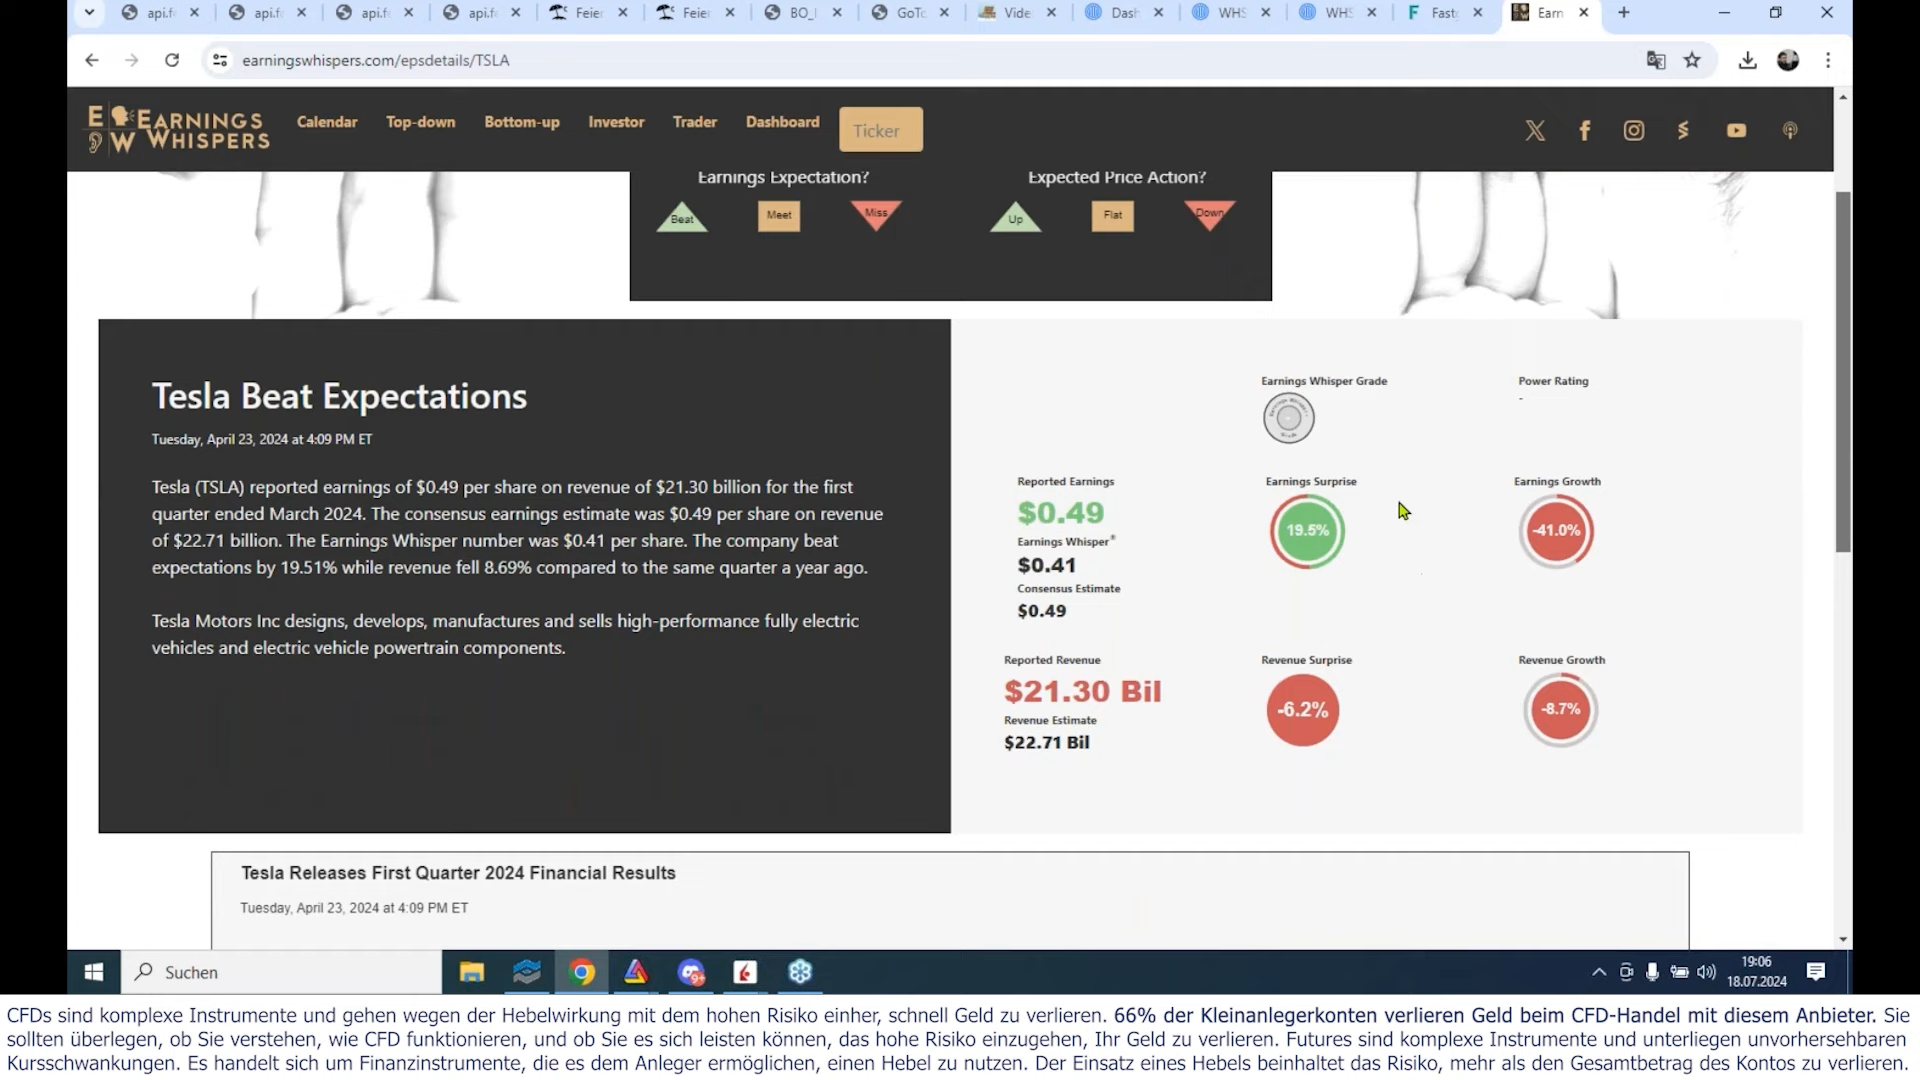 api.f
api.f
api.f
api.f
Feier
Feier
BO_I
GoTo
Vide
Dash
WHS
WHS
Fastg
Earn
earningswhispers.com/epsdetails/TSLA
E EARNINGS
W WHISPERS
Calendar
Top-down
Bottom-up
Investor
Trader
Dashboard
Ticker
Earnings Expectation?
Expected Price Action?
Beat
Meet
Miss
Up
Flat
Down
Tesla Beat Expectations
Tuesday, April 23, 2024 at 4:09 PM ET
Tesla (TSLA) reported earnings of $0.49 per share on revenue of $21.30 billion for the first
quarter ended March 2024. The consensus earnings estimate was $0.49 per share on revenue
of $22.71 billion. The Earnings Whisper number was $0.41 per share. The company beat
expectations by 19.51% while revenue fell 8.69% compared to the same quarter a year ago.
Tesla Motors Inc designs, develops, manufactures and sells high-performance fully electric
vehicles and electric vehicle powertrain components.
Earnings Whisper Grade
Power Rating
-
Reported Earnings
$0.49
Earnings Whisper®
$0.41
Consensus Estimate
$0.49
Earnings Surprise
19.5%
Earnings Growth
-41.0%
Reported Revenue
$21.30 Bil
Revenue Estimate
$22.71 Bil
Revenue Surprise
-6.2%
Revenue Growth
-8.7%
Tesla Releases First Quarter 2024 Financial Results
Tuesday, April 23, 2024 at 4:09 PM ET
Suchen
9+
19:06
18.07.2024
CFDs sind komplexe Instrumente und gehen wegen der Hebelwirkung mit dem hohen Risiko einher, schnell Geld zu verlieren. 66% der Kleinanlegerkonten verlieren Geld beim CFD-Handel mit diesem Anbieter. Sie
sollten überlegen, ob Sie verstehen, wie CFD funktionieren, und ob Sie es sich leisten können, das hohe Risiko einzugehen, Ihr Geld zu verlieren. Futures sind komplexe Instrumente und unterliegen unvorhersehbaren
Kursschwankungen. Es handelt sich um Finanzinstrumente, die es dem Anleger ermöglichen, einen Hebel zu nutzen. Der Einsatz eines Hebels beinhaltet das Risiko, mehr als den Gesamtbetrag des Kontos zu verlieren.